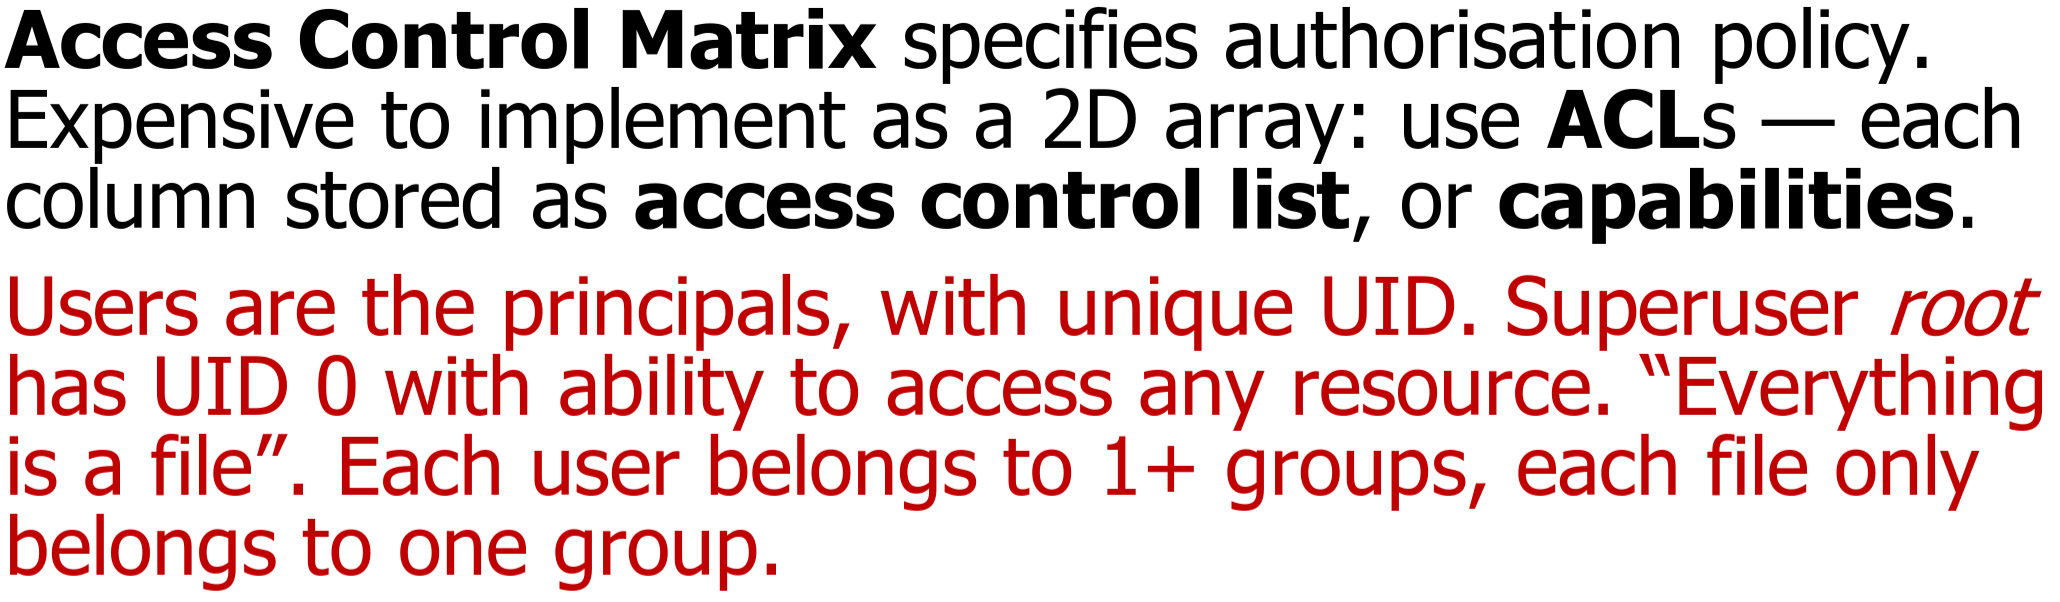 Access Control Matrix specifies authorisation policy.
Expensive to implement as a 2D array: use ACLs — each
column stored as access control list, or capabilities.
Users are the principals, with unique UID. Superuser root
has UID 0 with ability to access any resource. “Everything
is a file”. Each user belongs to 1+ groups, each file only
belongs to one group.